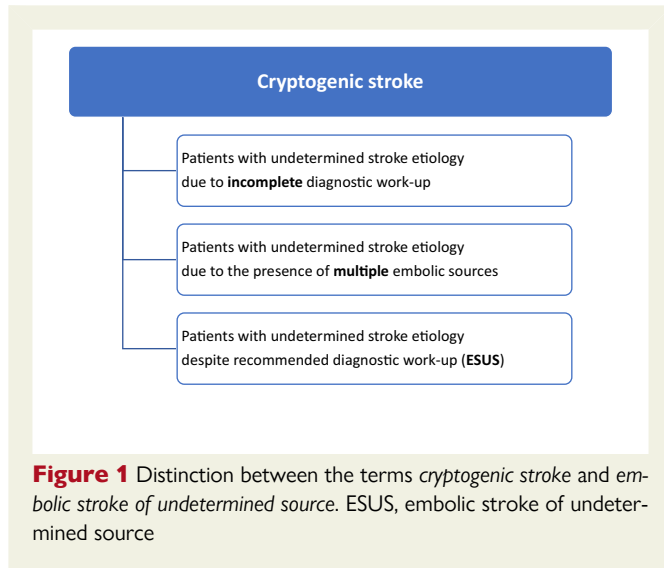 Cryptogenic stroke
Patients with undetermined stroke etiology
due to incomplete diagnostic work-up
Patients with undetermined stroke etiology
due to the presence of multiple embolic sources
Patients with undetermined stroke etiology
despite recommended diagnostic work-up (ESUS)
Figure 1 Distinction between the terms cryptogenic stroke and em-
bolic stroke of undetermined source. ESUS, embolic stroke of undeter-
mined source